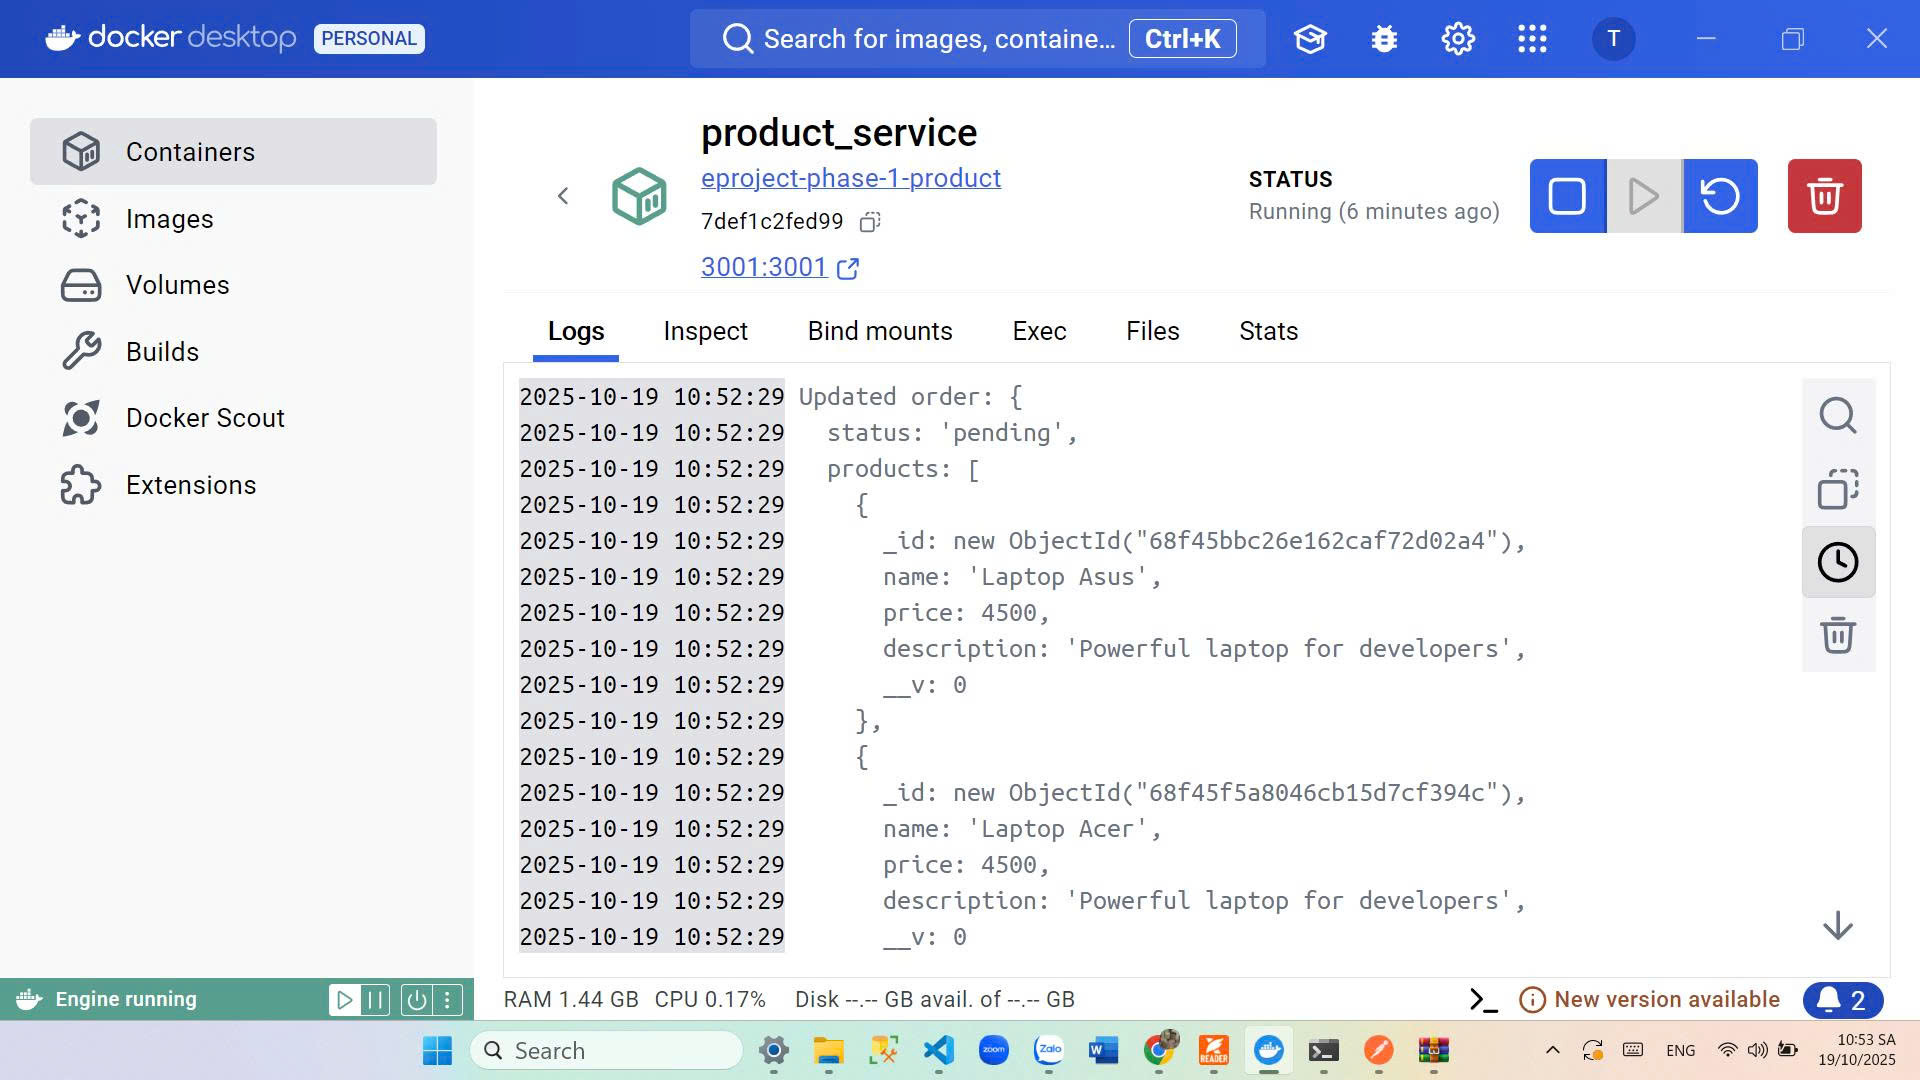 docker desktop PERSONAL
Search for images, containe... Ctrl+K
T
Containers
Images
Volumes
Builds
Docker Scout
Extensions
product_service
eproject-phase-1-product
7def1c2fed99
3001:3001
STATUS
Running (6 minutes ago)
Logs Inspect Bind mounts Exec Files Stats
2025-10-19 10:52:29 Updated order: {
2025-10-19 10:52:29   status: 'pending',
2025-10-19 10:52:29   products: [
2025-10-19 10:52:29     {
2025-10-19 10:52:29       _id: new ObjectId("68f45bbc26e162caf72d02a4"),
2025-10-19 10:52:29       name: 'Laptop Asus',
2025-10-19 10:52:29       price: 4500,
2025-10-19 10:52:29       description: 'Powerful laptop for developers',
2025-10-19 10:52:29       __v: 0
2025-10-19 10:52:29     },
2025-10-19 10:52:29     {
2025-10-19 10:52:29       _id: new ObjectId("68f45f5a8046cb15d7cf394c"),
2025-10-19 10:52:29       name: 'Laptop Acer',
2025-10-19 10:52:29       price: 4500,
2025-10-19 10:52:29       description: 'Powerful laptop for developers',
2025-10-19 10:52:29       __v: 0
Engine running
RAM 1.44 GB CPU 0.17% Disk --.-- GB avail. of --.-- GB
New version available
2
Search
zoom
Zalo
READER
ENG
10:53 SA
19/10/2025